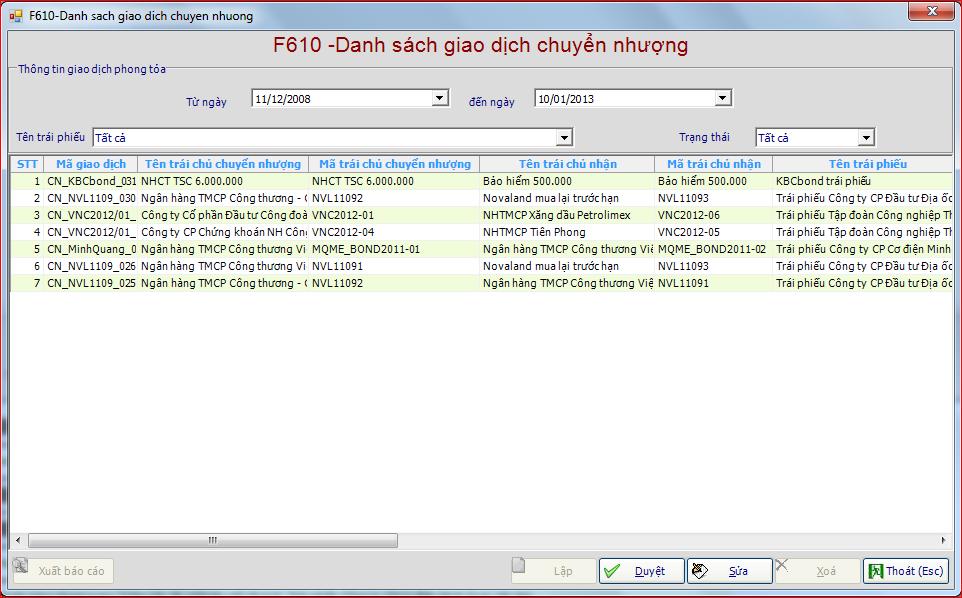 F610-Danh sach giao dich chuyen nhuong
F610 -Danh sách giao dịch chuyển nhượng
Thông tin giao dịch phong tỏa
Từ ngày 11/12/2008 đến ngày 10/01/2013
Tên trái phiếu Tất cả Trạng thái Tất cả
STT Mã giao dịch Tên trái chủ chuyển nhượng Mã trái chủ chuyển nhượng Tên trái chủ nhận Mã trái chủ nhận Tên trái phiếu
1 CN_KBCbond_031 NHCT TSC 6.000.000 NHCT TSC 6.000.000 Bảo hiểm 500.000 Bảo hiểm 500.000 KBCbond trái phiếu
2 CN_NVL1109_030 Ngân hàng TMCP Công thương - C NVL11092 Novaland mua lại trước hạn NVL11093 Trái phiếu Công ty CP Đầu tư Địa ốc
3 CN_VNC2012/01_ Công ty Cổ phần Đầu tư Công đoà VNC2012-01 NHTMCP Xăng dầu Petrolimex VNC2012-06 Trái phiếu Tập đoàn Công nghiệp Th
4 CN_VNC2012/01_ Công ty CP Chứng khoán NH Công VNC2012-04 NHTMCP Tiên Phong VNC2012-05 Trái phiếu Tập đoàn Công nghiệp Th
5 CN_MinhQuang_0 Ngân hàng TMCP Công thương Vi MQME_BOND2011-01 Ngân hàng TMCP Công thương Việ MQME_BOND2011-02 Trái phiếu Công ty CP Cơ điện Minh
6 CN_NVL1109_026 Ngân hàng TMCP Công thương Vi NVL11091 Novaland mua lại trước hạn NVL11093 Trái phiếu Công ty CP Đầu tư Địa ốc
7 CN_NVL1109_025 Ngân hàng TMCP Công thương - C NVL11092 Ngân hàng TMCP Công thương Việ NVL11091 Trái phiếu Công ty CP Đầu tư Địa ốc
Xuất báo cáo Lập Duyệt Sửa Xoá Thoát (Esc)